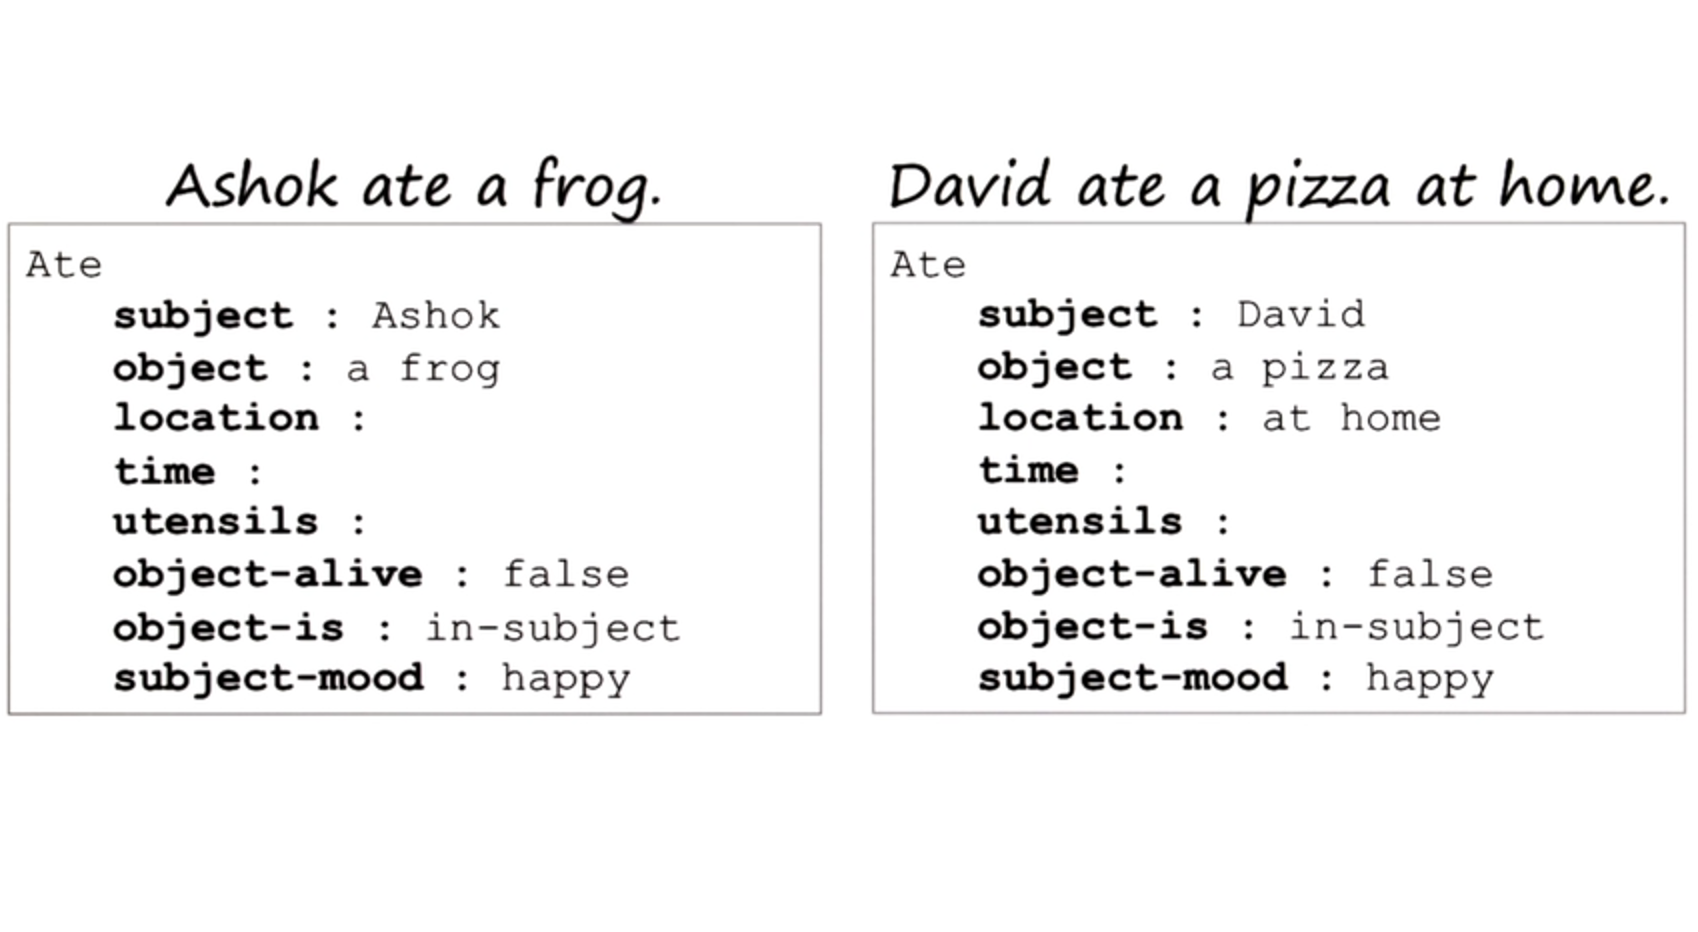 Ashok ate a frog.
Ate
subject : Ashok
object : a frog
location :
time :
utensils :
object-alive : false
object-is : in-subject
subject-mood : happy
David ate a pizza at home.
Ate
subject : David
object : a pizza
location : at home
time :
utensils :
object-alive : false
object-is : in-subject
subject-mood : happy